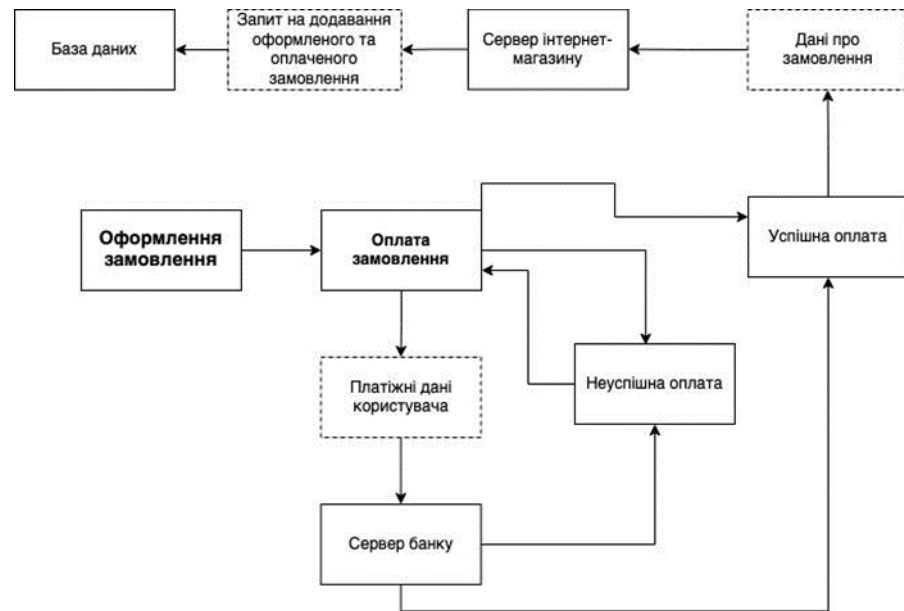 База даних
Запит на додавання
оформленого та
оплаченого
замовлення
Сервер інтернет-
магазину
Дані про
замовлення
Оформлення
замовлення
Оплата
замовлення
Успішна оплата
Платіжні дані
користувача
Неуспішна оплата
Сервер банку